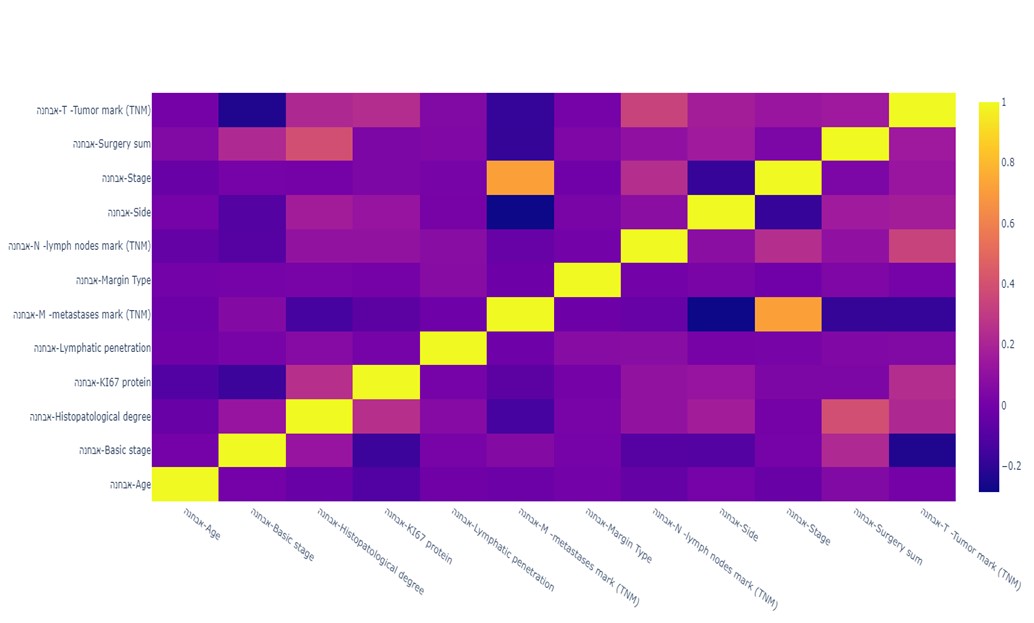 אבחנה-T -Tumor mark (TNM)
אבחנה-Surgery sum
אבחנה-Stage
אבחנה-Side
אבחנה-N -lymph nodes mark (TNM)
אבחנה-Margin Type
אבחנה-M -metastases mark (TNM)
אבחנה-Lymphatic penetration
אבחנה-KI67 protein
אבחנה-Histopatological degree
אבחנה-Basic stage
אבחנה-Age
אבחנה-Age
אבחנה-Basic stage
אבחנה-Histopatological degree
אבחנה-KI67 protein
אבחנה-Lymphatic penetration
אבחנה-M -metastases mark (TNM)
אבחנה-Margin Type
אבחנה-N -lymph nodes mark (TNM)
אבחנה-Side
אבחנה-Stage
אבחנה-Surgery sum
אבחנה-T -Tumor mark (TNM)
1
0.8
0.6
0.4
0.2
0
−0.2